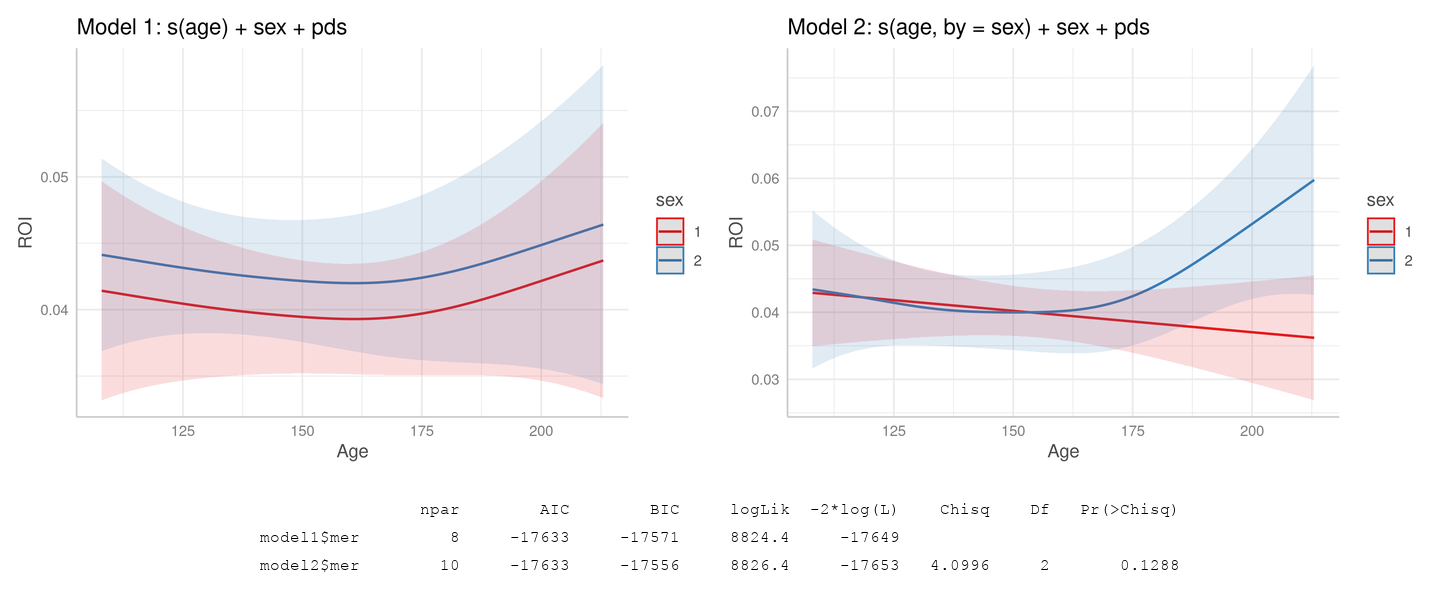 Model 1: s(age) + sex + pds
0.05
0.04
ROI
125 150 175 200
Age
sex
1
2
Model 2: s(age, by = sex) + sex + pds
0.07
0.06
0.05
0.04
0.03
ROI
125 150 175 200
Age
sex
1
2
npar AIC BIC logLik -2*log(L) Chisq Df Pr(>Chisq)
model1$mer 8 -17633 -17571 8824.4 -17649
model2$mer 10 -17633 -17556 8826.4 -17653 4.0996 2 0.1288